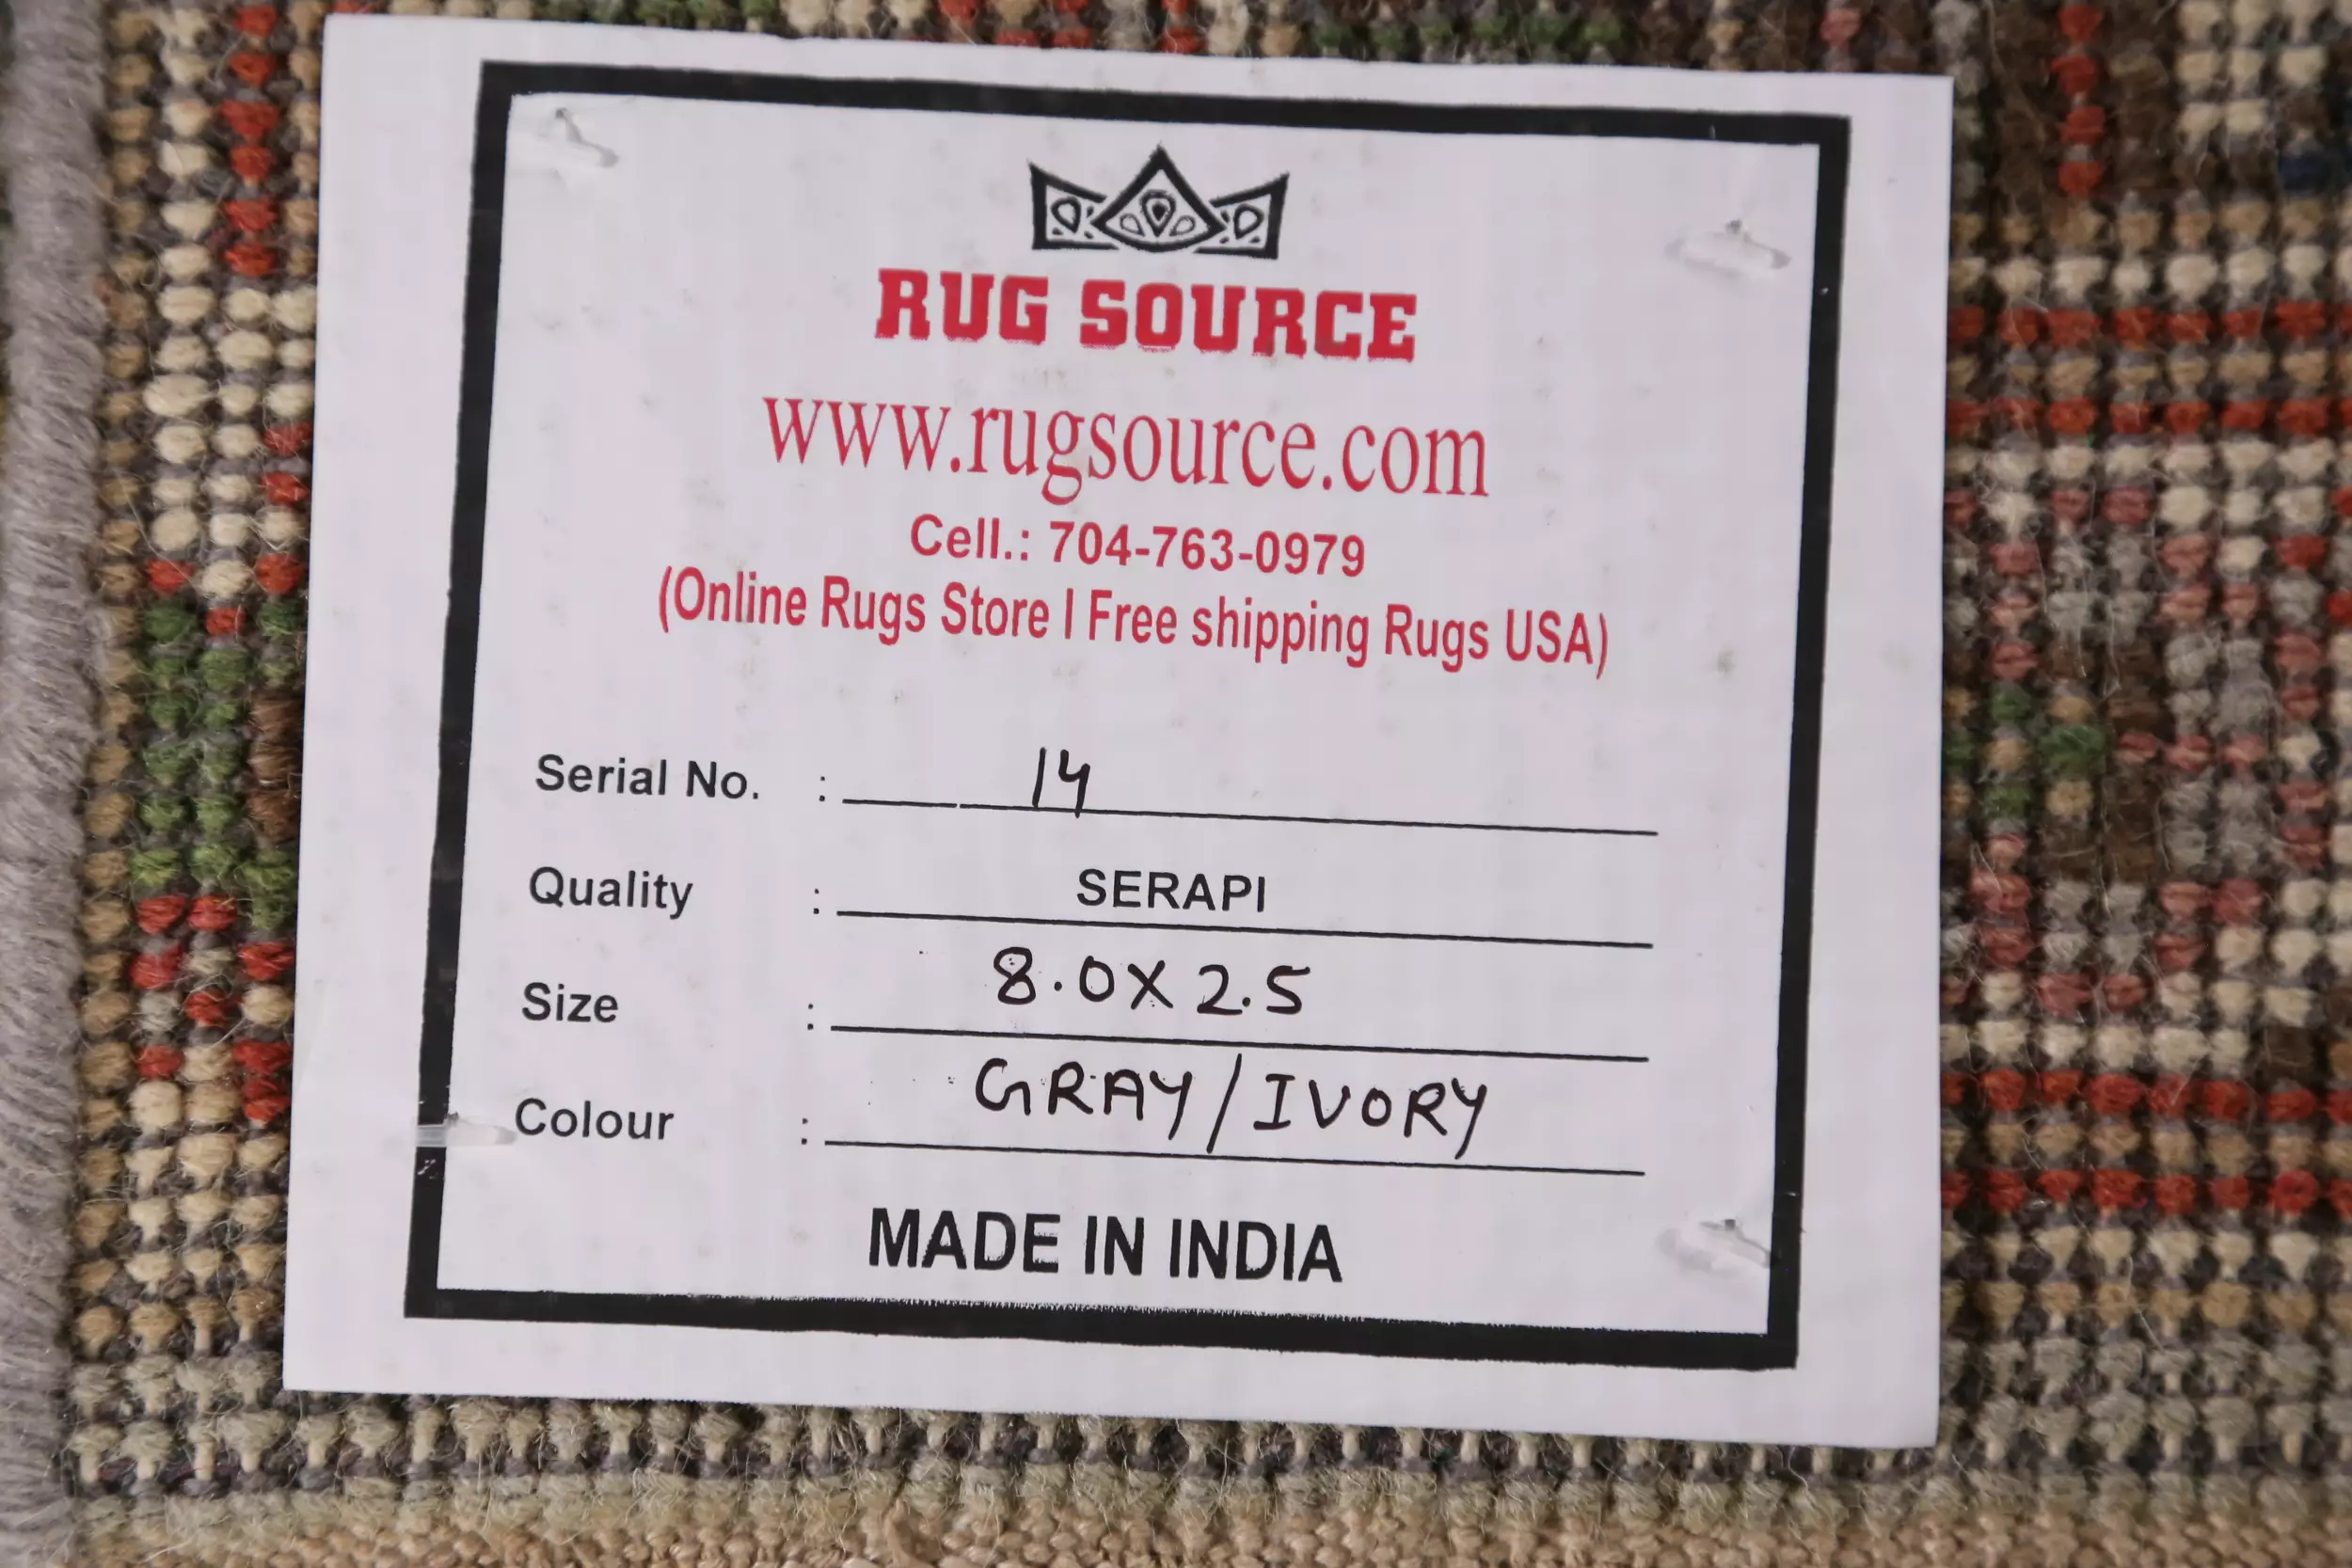 RUG SOURCE
www.rugsource.com
Cell.: 704-763-0979
(Online Rugs Store I Free shipping Rugs USA)
Serial No. : 14
Quality : SERAPI
Size : 8.0X2.5
Colour : GRAY/IVORY
MADE IN INDIA